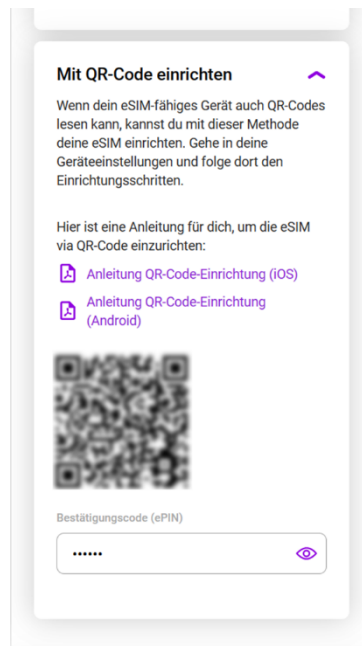 Mit QR-Code einrichten
Wenn dein eSIM-fähiges Gerät auch QR-Codes
lesen kann, kannst du mit dieser Methode
deine eSIM einrichten. Gehe in deine
Geräteeinstellungen und folge dort den
Einrichtungsschritten.
Hier ist eine Anleitung für dich, um die eSIM
via QR-Code einzurichten:
Anleitung QR-Code-Einrichtung (iOS)
Anleitung QR-Code-Einrichtung
(Android)
Bestätigungscode (ePIN)
••••••